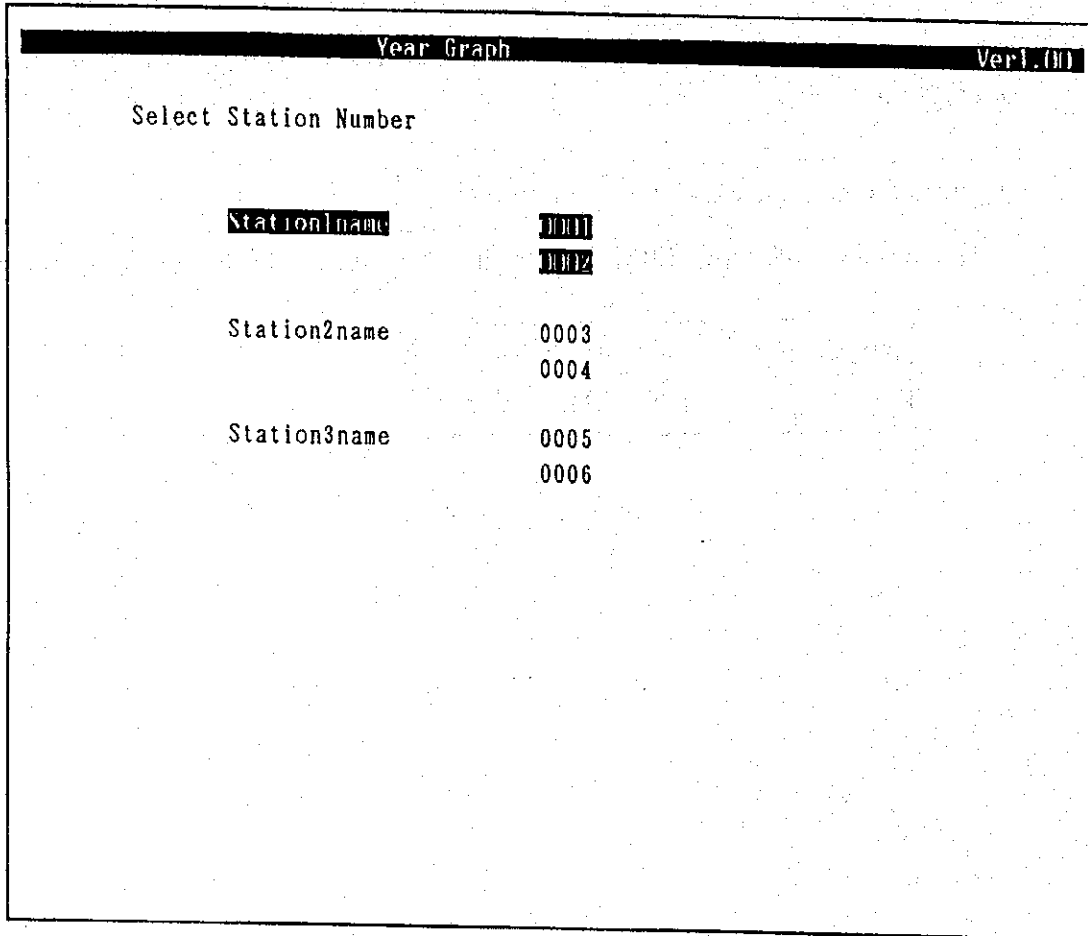 Year Graph Ver1.00
Select Station Number
Station1name 0001
0002
Station2name 0003
0004
Station3name 0005
0006